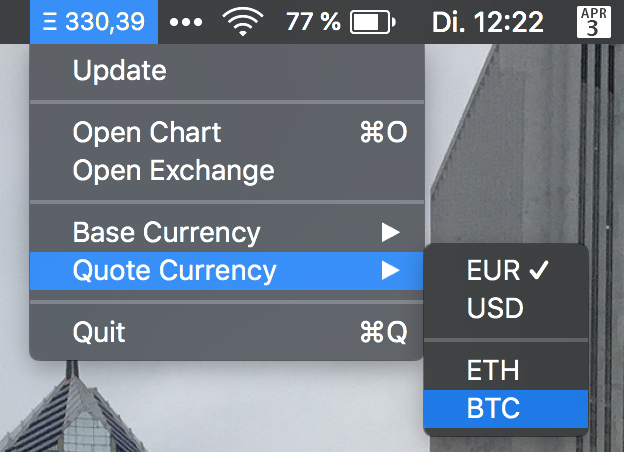 Ξ 330,39 ••• 77 % Di. 12:22 APR 3
Update
Open Chart ⌘O
Open Exchange
Base Currency ▶
Quote Currency ▶
EUR ✓
USD
Quit ⌘Q
ETH
BTC